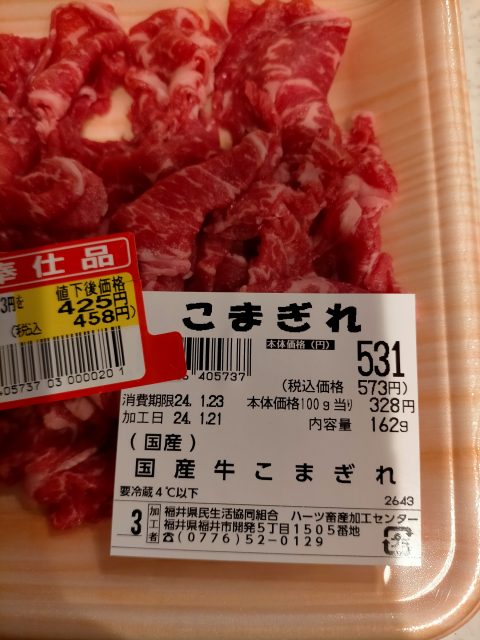 奉仕品
3円を
値下後価格
425円
(税込
458円)
405737 03 000020 1
こまぎれ
本体価格(円)
531
405737
(税込価格 573円)
消費期限24.1.23
本体価格100g当り 328円
加工日 24.1.21
内容量 162g
(国産)
国産牛こまぎれ
要冷蔵4℃以下
2643
3
加工者
福井県民生活協同組合 ハーツ畜産加工センター
福井県福井市開発5丁目1505番地
☎(0776)52-0129